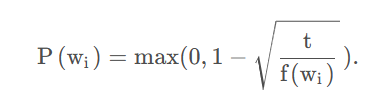 P(wᵢ) = max(0, 1 − √(t / f(wᵢ))).